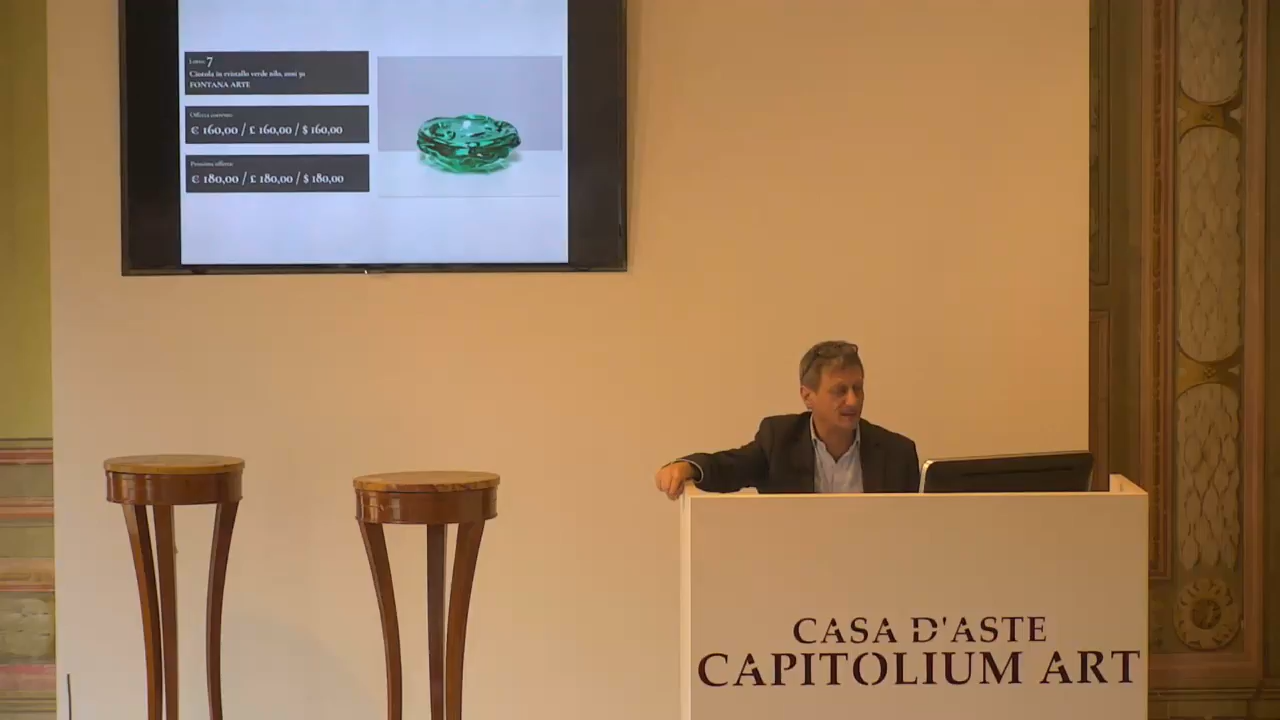 Lotto: 7
Ciotola in cristallo verde nilo, anni 50
FONTANA ARTE
Offerta corrente:
€ 160,00 / £ 160,00 / $ 160,00
Prossima offerta:
€ 180,00 / £ 180,00 / $ 180,00
CASA D'ASTE
CAPITOLIUM ART